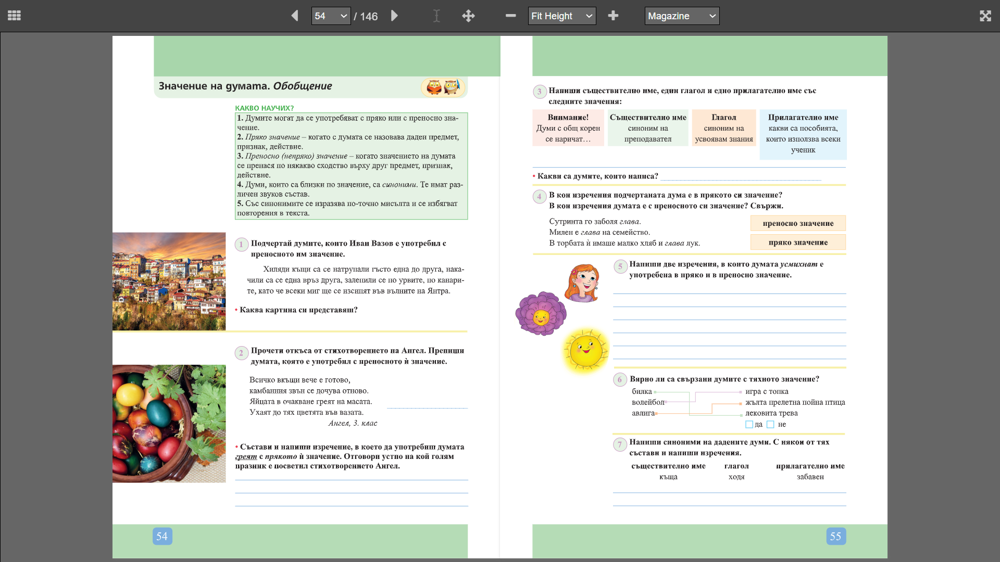 54 / 146 Fit Height Magazine
Значение на думата. Обобщение
КАКВО НАУЧИХ?
1. Думите могат да се употребяват с пряко или с преносно зна-
чение.
2. Пряко значение – когато с думата се назовава даден предмет,
признак, действие.
3. Преносно (непряко) значение – когато значението на думата
се пренася по някакво сходство върху друг предмет, признак,
действие.
4. Думи, които са близки по значение, са синоними. Те имат раз-
личен звуков състав.
5. Със синонимите се изразява по-точно мисълта и се избягват
повторения в текста.
1 Подчертай думите, които Иван Вазов е употребил с
преносното им значение.
Хиляди къщи са се натрупали гъсто една до друга, нака-
чили са се една връз друга, залепили се по урвите, по канари-
те, като че всеки миг ще се изсипят във вълните на Янтра.
• Каква картина си представяш?
2 Прочети откъса от стихотворението на Ангел. Препиши
думата, която е употребил с преносното ѝ значение.
Всичко вкъщи вече е готово,
камбанния звън се дочува отново.
Яйцата в очакване греят на масата.
Ухаят до тях цветята във вазата.
Ангел, 3. клас
• Състави и напиши изречение, в което да употребиш думата
греят с прякото ѝ значение. Отговори устно на кой голям
празник е посветил стихотворението Ангел.
54
3 Напиши съществително име, един глагол и едно прилагателно име със
следните значения:
Внимание!
Думи с общ корен
се наричат…
Съществително име
синоним на
преподавател
Глагол
синоним на
усвоявам знания
Прилагателно име
какви са пособията,
които използва всеки
ученик
• Какви са думите, които написа?
4 В кои изречения подчертаната дума е в прякото си значение?
В кои изречения думата е с преносното си значение? Свържи.
Сутринта го заболя глава.
Милен е глава на семейство.
В торбата ѝ имаше малко хляб и глава лук.
преносно значение
пряко значение
5 Напиши две изречения, в които думата усмихнат е
употребена в пряко и в преносно значение.
6 Вярно ли са свързани думите с тяхното значение?
билка игра с топка
волейбол жълта прелетна пойна птица
авлига лековита трева
да не
7 Напиши синоними на дадените думи. С някои от тях
състави и напиши изречения.
съществително име глагол прилагателно име
къща ходя забавен
55